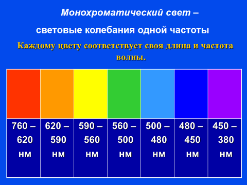 Монохроматический свет –
световые колебания одной частоты
Каждому цвету соответствует своя длина и частота
волны.
760 – 620 – 590 – 560 – 500 – 480 – 450 –
620 590 560 500 480 450 380
нм нм нм нм нм нм нм